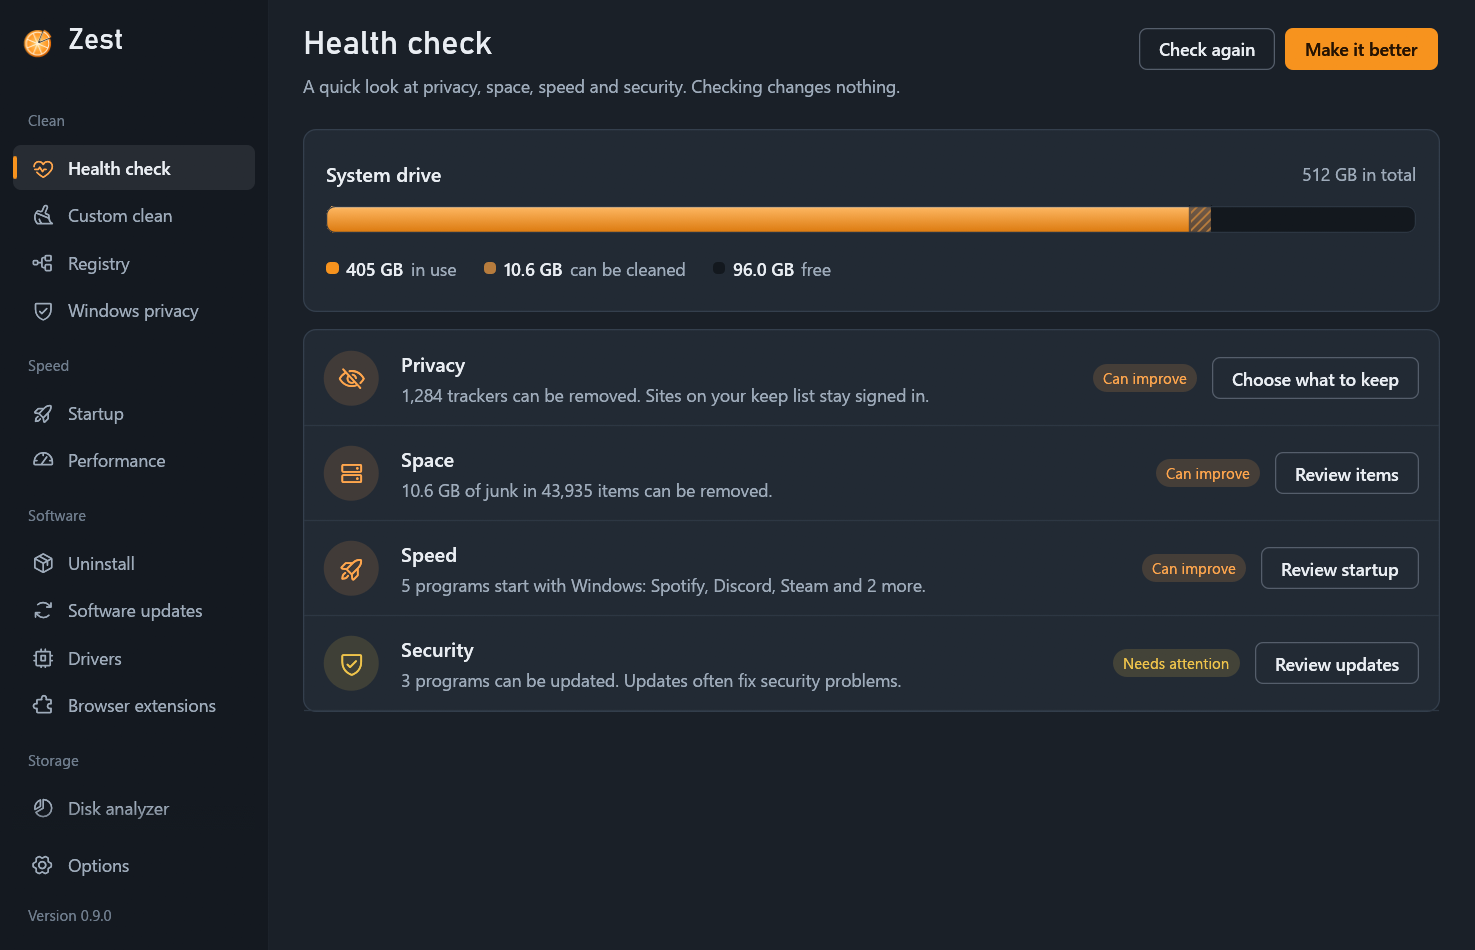 Zest
Clean
Health check
Custom clean
Registry
Windows privacy
Speed
Startup
Performance
Software
Uninstall
Software updates
Drivers
Browser extensions
Storage
Disk analyzer
Options
Version 0.9.0
Health check
A quick look at privacy, space, speed and security. Checking changes nothing.
Check again
Make it better
System drive
512 GB in total
405 GB in use
10.6 GB can be cleaned
96.0 GB free
Privacy
1,284 trackers can be removed. Sites on your keep list stay signed in.
Can improve
Choose what to keep
Space
10.6 GB of junk in 43,935 items can be removed.
Can improve
Review items
Speed
5 programs start with Windows: Spotify, Discord, Steam and 2 more.
Can improve
Review startup
Security
3 programs can be updated. Updates often fix security problems.
Needs attention
Review updates